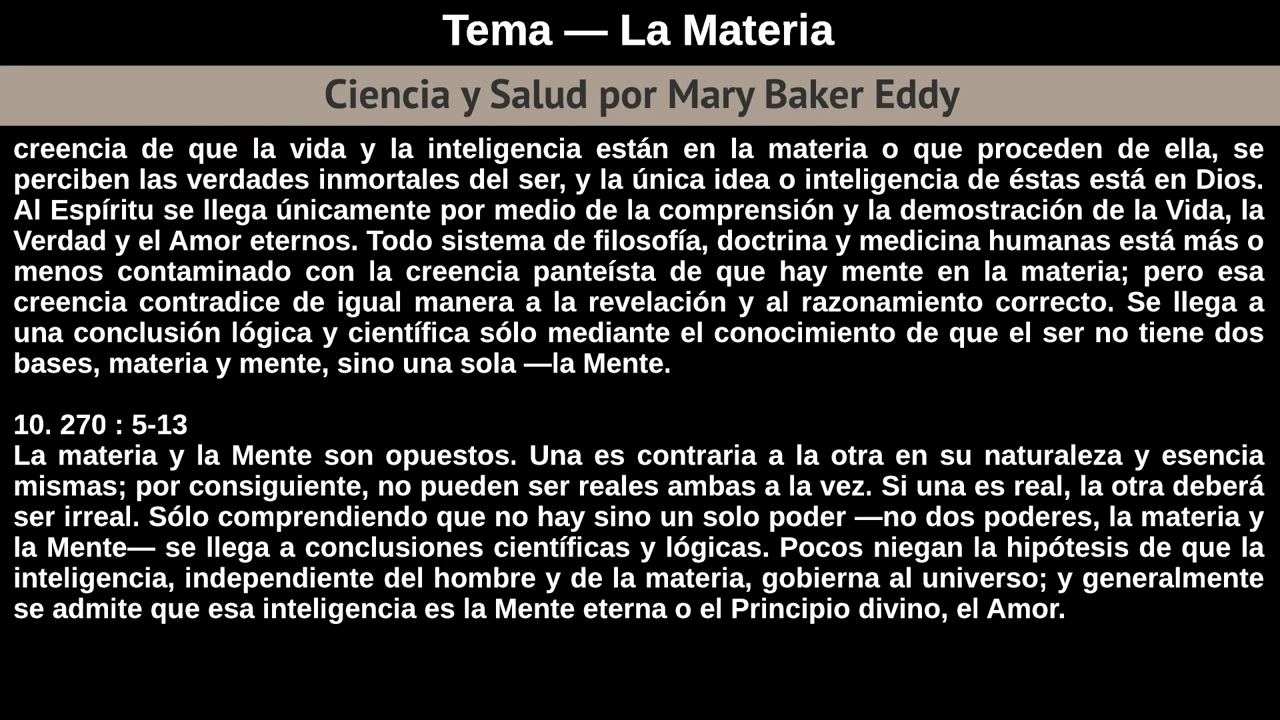 Tema — La Materia
Ciencia y Salud por Mary Baker Eddy
creencia de que la vida y la inteligencia están en la materia o que proceden de ella, se
perciben las verdades inmortales del ser, y la única idea o inteligencia de éstas está en Dios.
Al Espíritu se llega únicamente por medio de la comprensión y la demostración de la Vida, la
Verdad y el Amor eternos. Todo sistema de filosofía, doctrina y medicina humanas está más o
menos contaminado con la creencia panteísta de que hay mente en la materia; pero esa
creencia contradice de igual manera a la revelación y al razonamiento correcto. Se llega a
una conclusión lógica y científica sólo mediante el conocimiento de que el ser no tiene dos
bases, materia y mente, sino una sola —la Mente.
10. 270 : 5-13
La materia y la Mente son opuestos. Una es contraria a la otra en su naturaleza y esencia
mismas; por consiguiente, no pueden ser reales ambas a la vez. Si una es real, la otra deberá
ser irreal. Sólo comprendiendo que no hay sino un solo poder —no dos poderes, la materia y
la Mente— se llega a conclusiones científicas y lógicas. Pocos niegan la hipótesis de que la
inteligencia, independiente del hombre y de la materia, gobierna al universo; y generalmente
se admite que esa inteligencia es la Mente eterna o el Principio divino, el Amor.